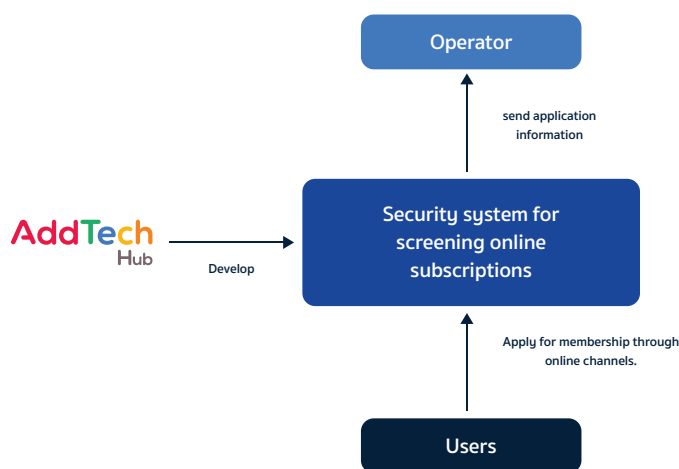 Operator
send application
information
Security system for
screening online
subscriptions
AddTech
Hub
Develop
Apply for membership through
online channels.
Users